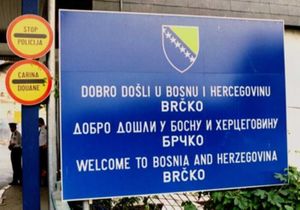 STOP
POLICIJA
CARINA
DOUANE
DOBRO DOŠLI U BOSNU I HERCEGOVINU
BRČKO
ДОБРО ДОШЛИ У БОСНУ И ХЕРЦЕГОВИНУ
БРЧКО
WELCOME TO BOSNIA AND HERZEGOVINA
BRČKO